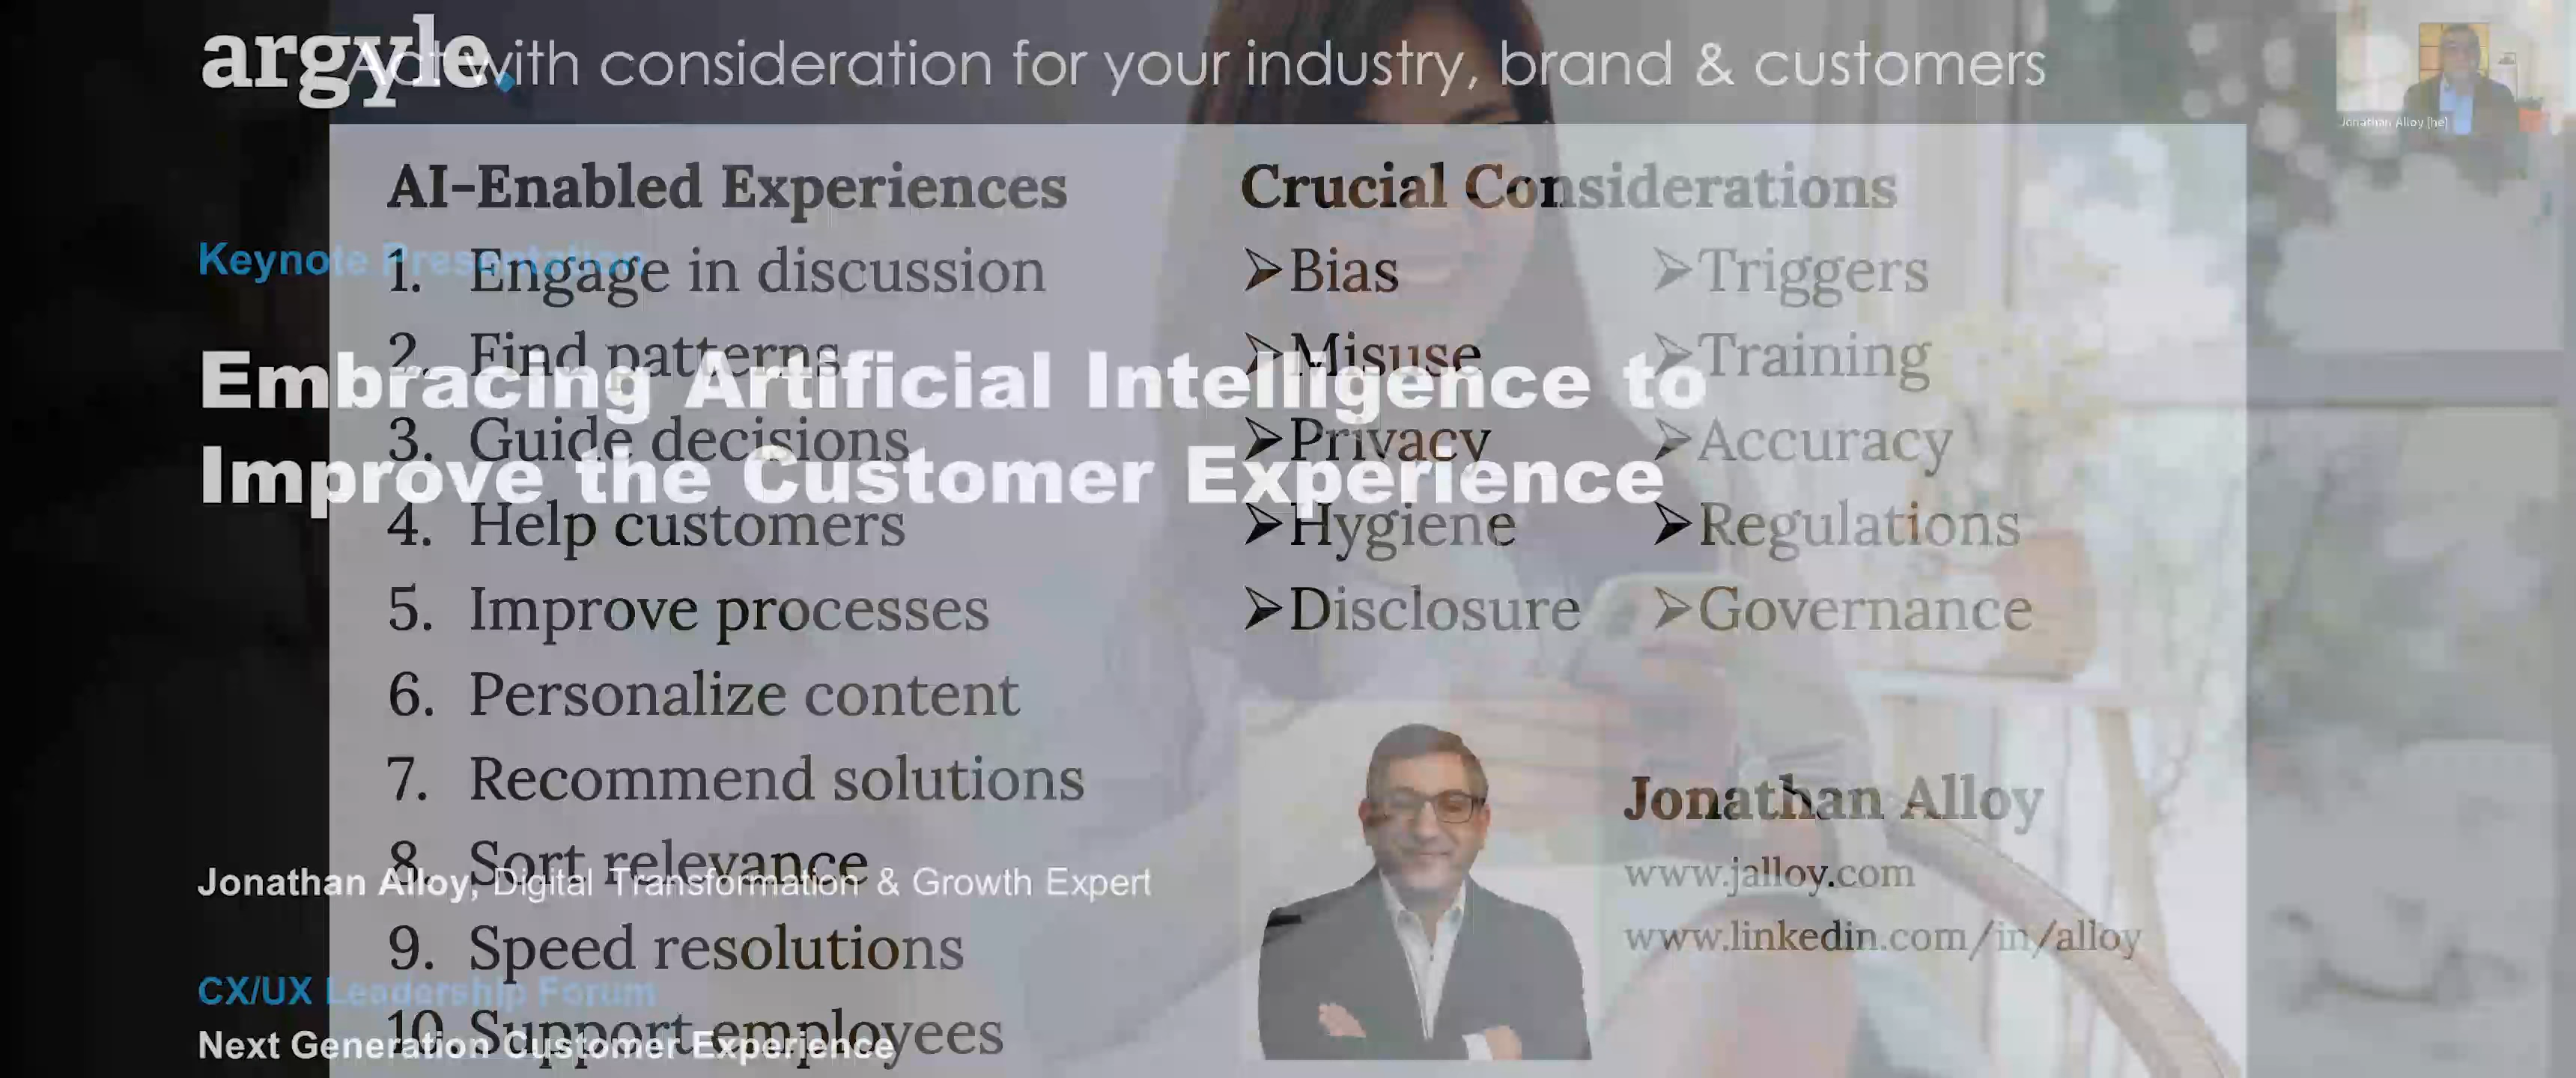 argyle.
Act with consideration for your industry, brand & customers
Jonathan Alloy (he)
Keynote Presentation
Embracing Artificial Intelligence to
Improve the Customer Experience
Jonathan Alloy, Digital Transformation & Growth Expert
CX/UX Leadership Forum
Next Generation Customer Experience
AI-Enabled Experiences
1. Engage in discussion
2. Find patterns
3. Guide decisions
4. Help customers
5. Improve processes
6. Personalize content
7. Recommend solutions
8. Sort relevance
9. Speed resolutions
10. Support employees
Crucial Considerations
➢Bias
➢Misuse
➢Privacy
➢Hygiene
➢Disclosure
➢Triggers
➢Training
➢Accuracy
➢Regulations
➢Governance
Jonathan Alloy
www.jalloy.com
www.linkedin.com/in/alloy